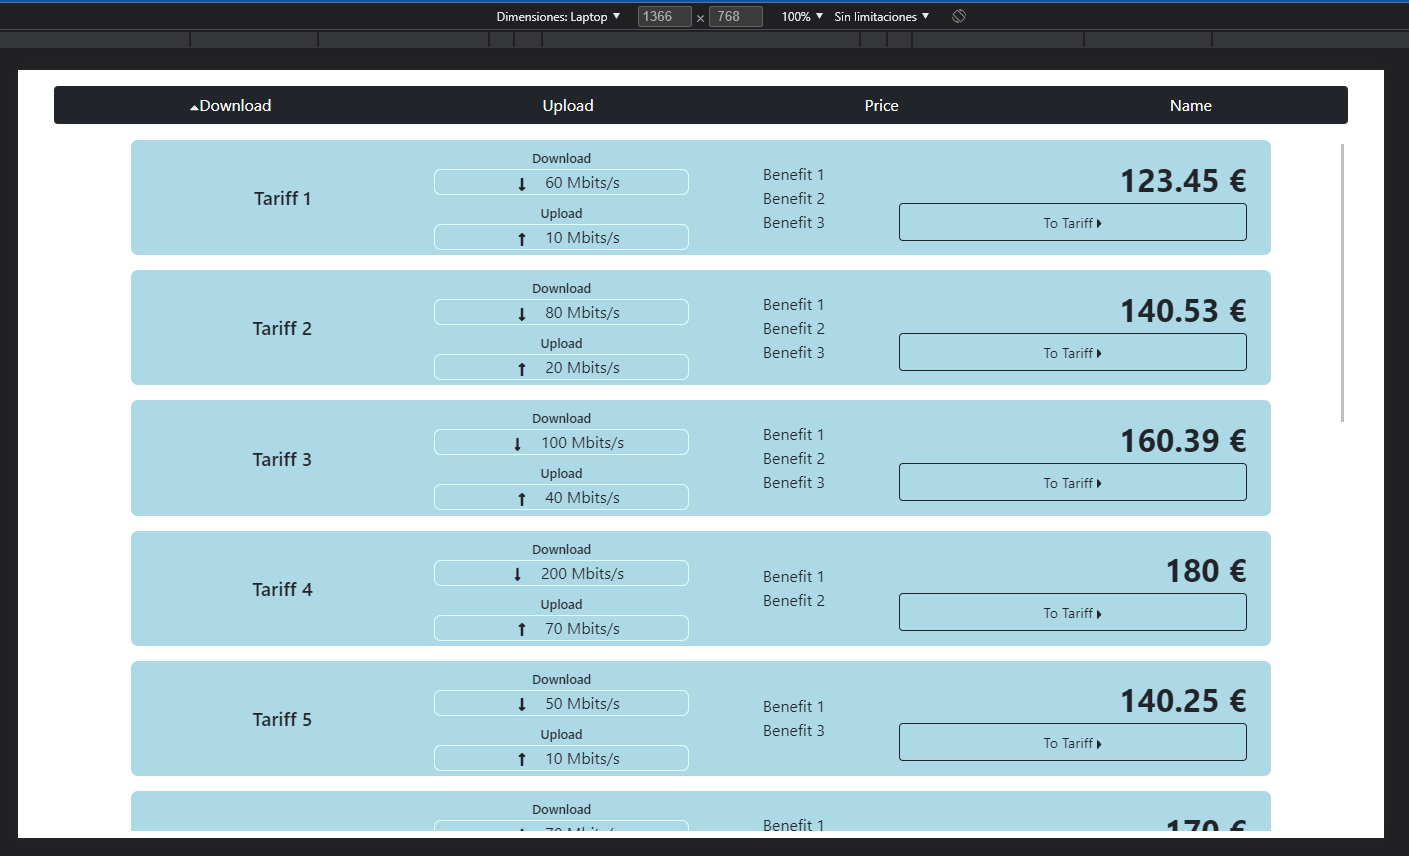 Dimensiones: Laptop ▼ 1366 × 768 100% ▼ Sin limitaciones ▼
Download Upload Price Name
Tariff 1
Download
60 Mbits/s
Upload
10 Mbits/s
Benefit 1
Benefit 2
Benefit 3
123.45 €
To Tariff
Tariff 2
Download
80 Mbits/s
Upload
20 Mbits/s
Benefit 1
Benefit 2
Benefit 3
140.53 €
To Tariff
Tariff 3
Download
100 Mbits/s
Upload
40 Mbits/s
Benefit 1
Benefit 2
Benefit 3
160.39 €
To Tariff
Tariff 4
Download
200 Mbits/s
Upload
70 Mbits/s
Benefit 1
Benefit 2
180 €
To Tariff
Tariff 5
Download
50 Mbits/s
Upload
10 Mbits/s
Benefit 1
Benefit 3
140.25 €
To Tariff
Download
70 Mbits/s
Benefit 1
170 €